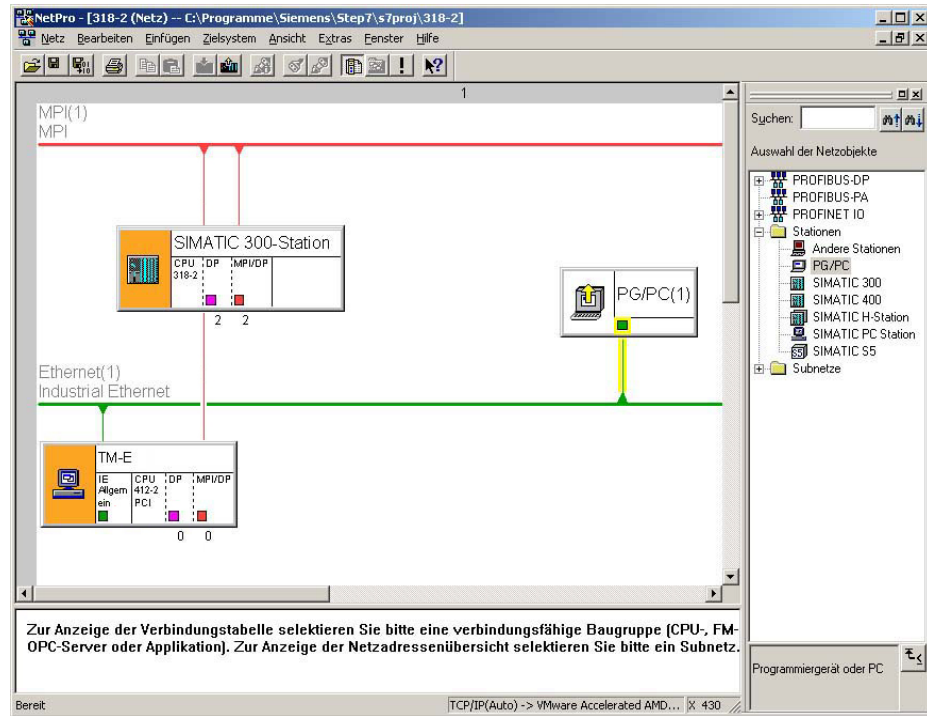 NetPro - [318-2 (Netz) -- C:\Programme\Siemens\Step7\s7proj\318-2]
Netz Bearbeiten Einfügen Zielsystem Ansicht Extras Fenster Hilfe
1
MPI(1)
MPI
SIMATIC 300-Station
CPU 318-2
DP
MPI/DP
2 2
PG/PC(1)
Ethernet(1)
Industrial Ethernet
TM-E
IE Allgem ein
CPU 412-2 PCI
DP
MPI/DP
0 0
Suchen:
Auswahl der Netzobjekte
PROFIBUS-DP
PROFIBUS-PA
PROFINET IO
Stationen
Andere Stationen
PG/PC
SIMATIC 300
SIMATIC 400
SIMATIC H-Station
SIMATIC PC Station
SIMATIC S5
Subnetze
Programmiergerät oder PC
Zur Anzeige der Verbindungstabelle selektieren Sie bitte eine verbindungsfähige Baugruppe (CPU-, FM-
OPC-Server oder Applikation). Zur Anzeige der Netzadressenübersicht selektieren Sie bitte ein Subnetz.
Bereit
TCP/IP(Auto) -> VMware Accelerated AMD...
X 430